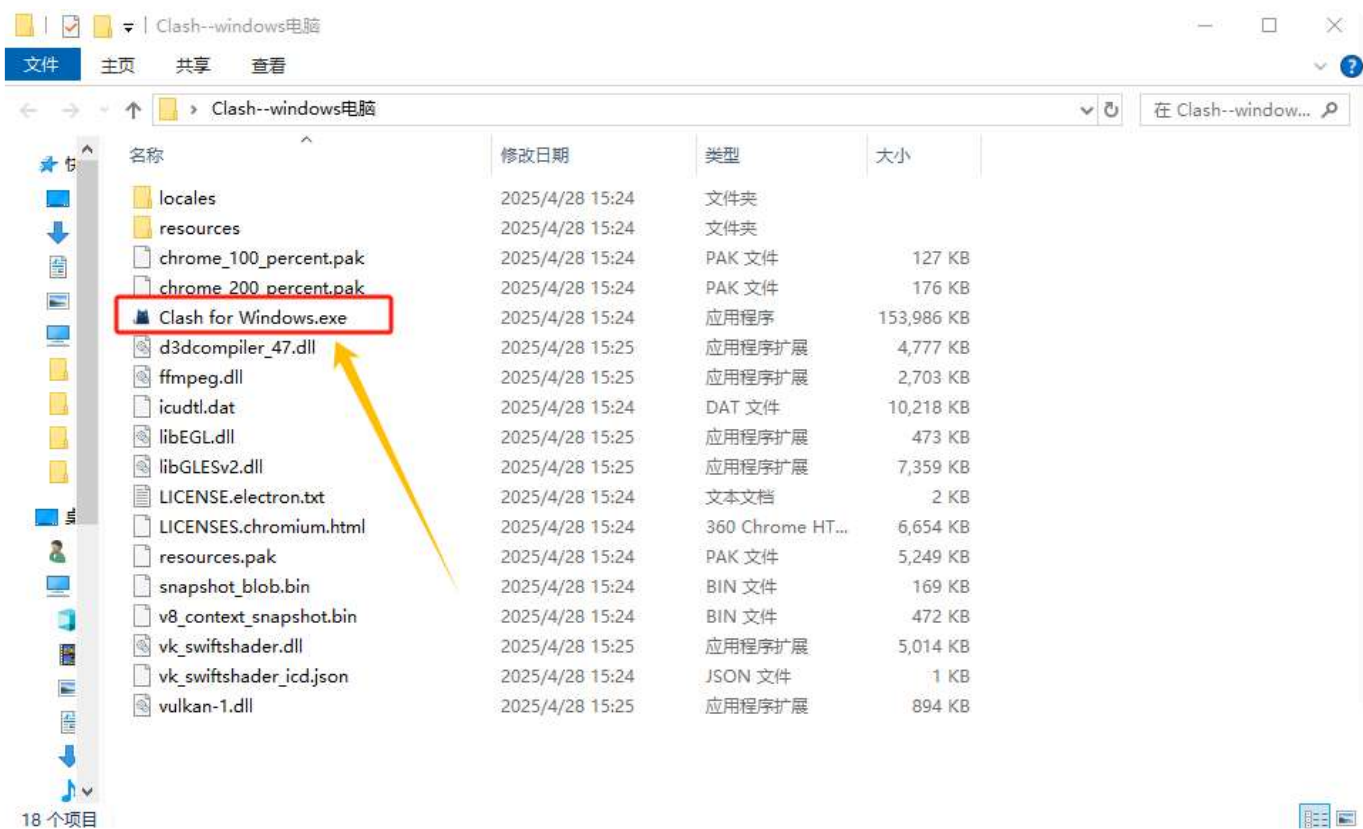 Clash--windows电脑
文件 主页 共享 查看
Clash--windows电脑 在 Clash--window...
名称 修改日期 类型 大小
locales 2025/4/28 15:24 文件夹
resources 2025/4/28 15:24 文件夹
chrome_100_percent.pak 2025/4/28 15:24 PAK 文件 127 KB
chrome_200_percent.pak 2025/4/28 15:24 PAK 文件 176 KB
Clash for Windows.exe 2025/4/28 15:24 应用程序 153,986 KB
d3dcompiler_47.dll 2025/4/28 15:25 应用程序扩展 4,777 KB
ffmpeg.dll 2025/4/28 15:25 应用程序扩展 2,703 KB
icudtl.dat 2025/4/28 15:24 DAT 文件 10,218 KB
libEGL.dll 2025/4/28 15:25 应用程序扩展 473 KB
libGLESv2.dll 2025/4/28 15:25 应用程序扩展 7,359 KB
LICENSE.electron.txt 2025/4/28 15:24 文本文档 2 KB
LICENSES.chromium.html 2025/4/28 15:24 360 Chrome HT... 6,654 KB
resources.pak 2025/4/28 15:24 PAK 文件 5,249 KB
snapshot_blob.bin 2025/4/28 15:24 BIN 文件 169 KB
v8_context_snapshot.bin 2025/4/28 15:24 BIN 文件 472 KB
vk_swiftshader.dll 2025/4/28 15:25 应用程序扩展 5,014 KB
vk_swiftshader_icd.json 2025/4/28 15:24 JSON 文件 1 KB
vulkan-1.dll 2025/4/28 15:25 应用程序扩展 894 KB
18 个项目